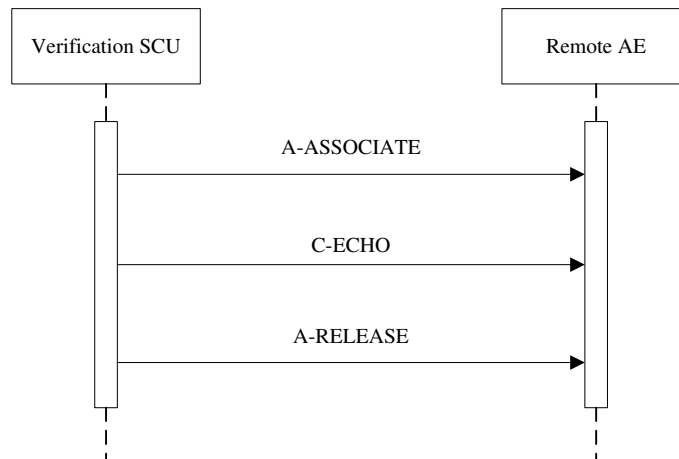 Verification SCU
Remote AE
A-ASSOCIATE
C-ECHO
A-RELEASE